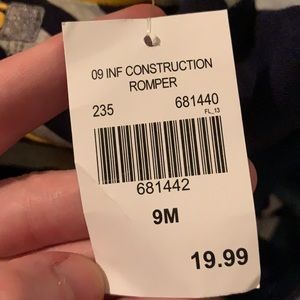 09 INF CONSTRUCTION
ROMPER
235 681440
FL_13
681442
9M
19.99